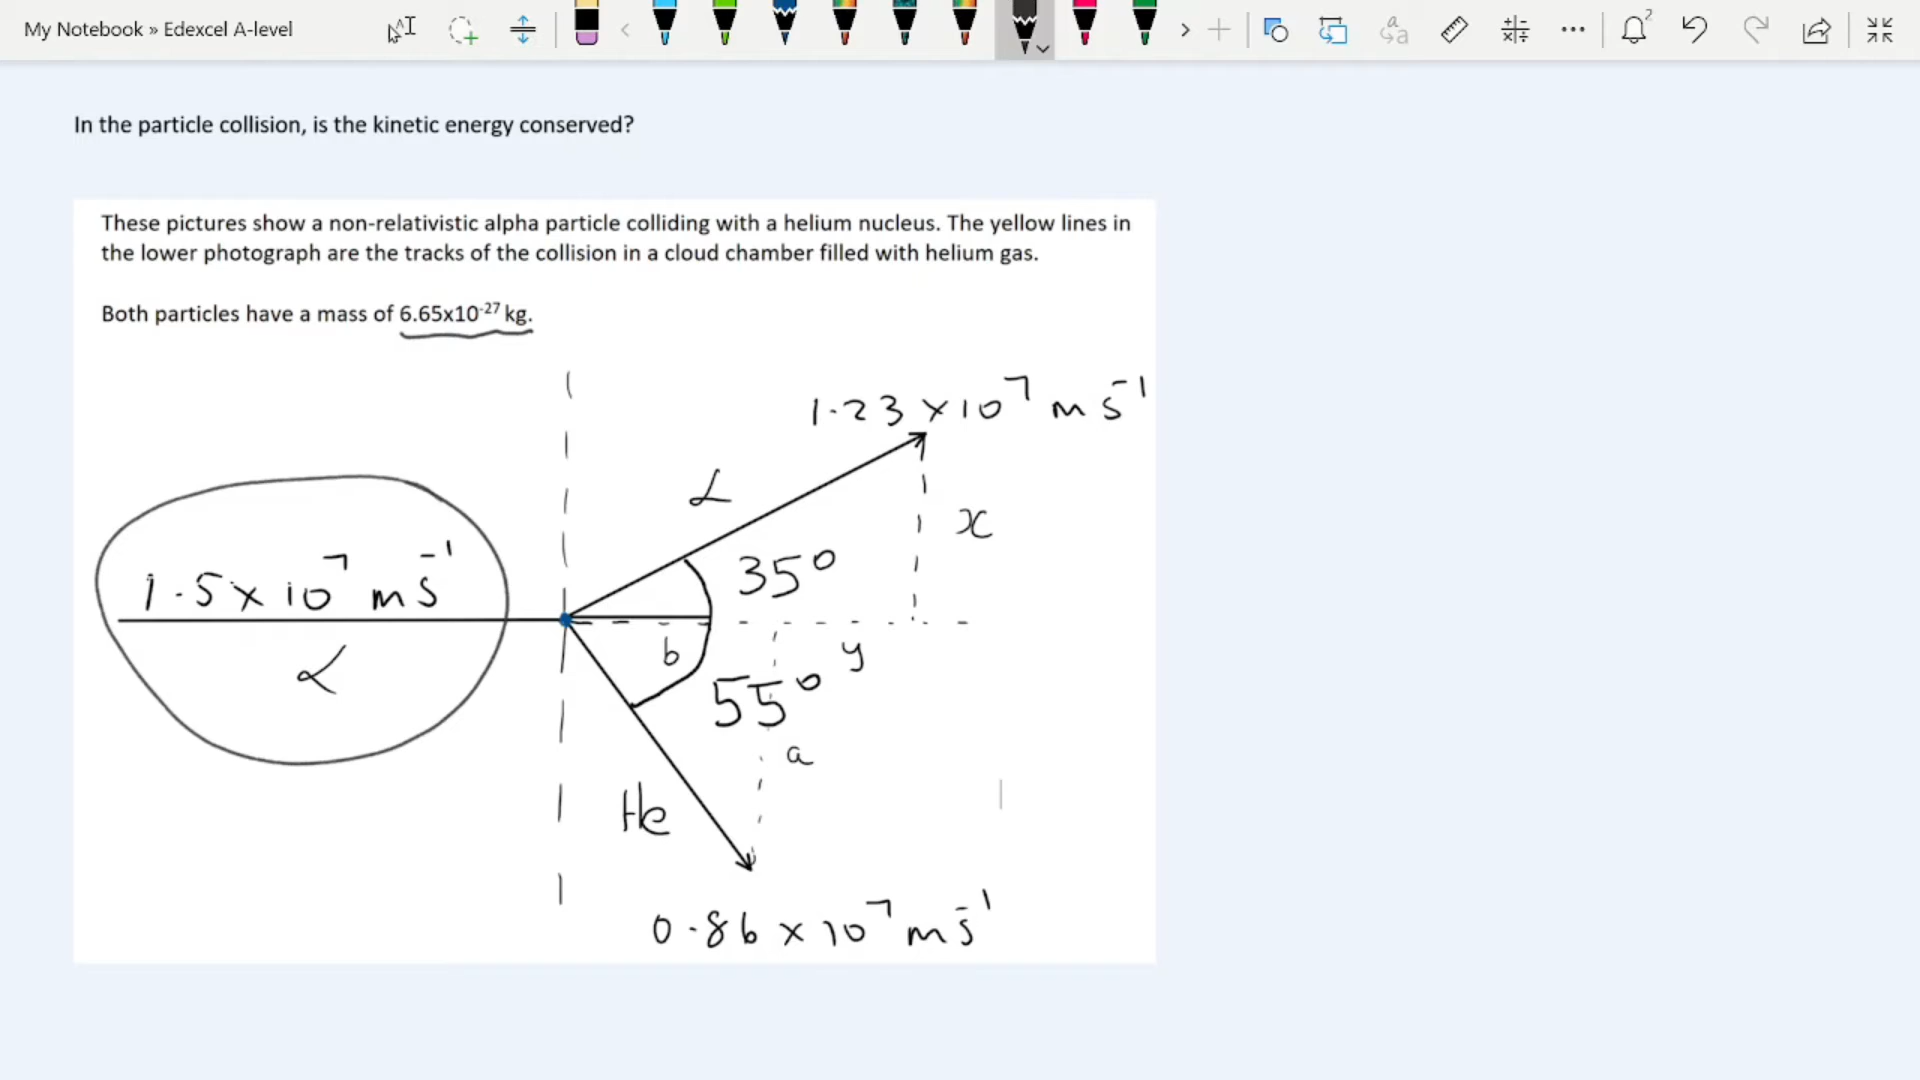 My Notebook » Edexcel A-level
In the particle collision, is the kinetic energy conserved?
These pictures show a non-relativistic alpha particle colliding with a helium nucleus. The yellow lines in
the lower photograph are the tracks of the collision in a cloud chamber filled with helium gas.
Both particles have a mass of 6.65x10⁻²⁷ kg.
1.23 × 10⁷ m s⁻¹
α
x
35°
1.5 × 10⁷ m s⁻¹
b
y
α
55°
a
He
0.86 × 10⁷ m s⁻¹